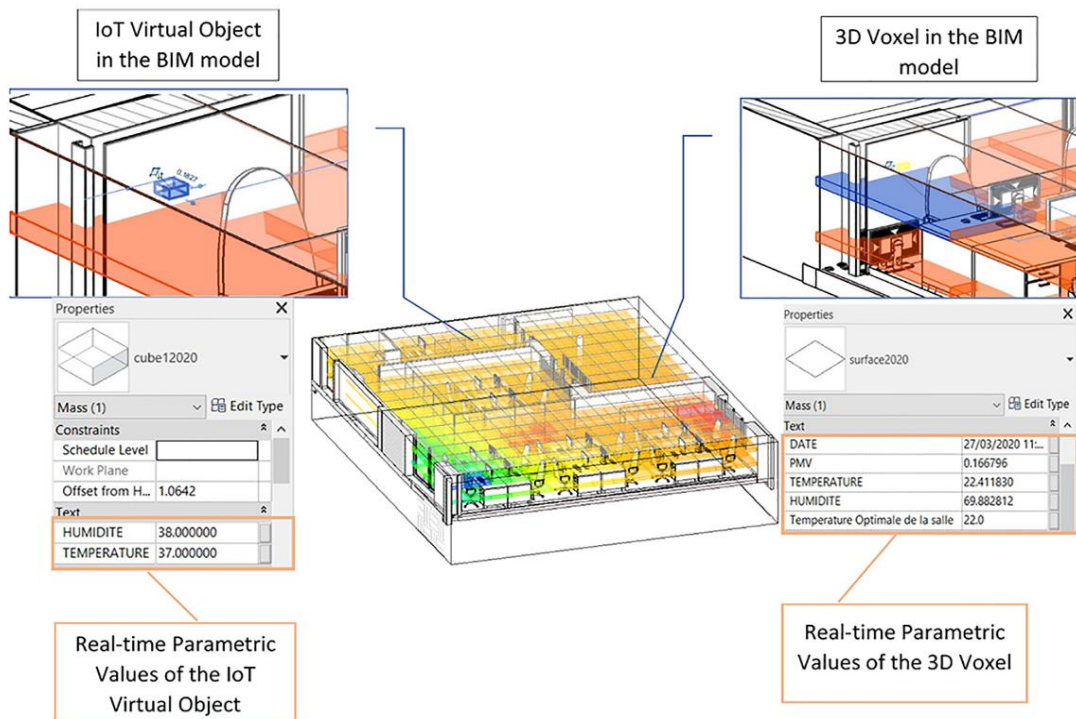 IoT Virtual Object
in the BIM model
3D Voxel in the BIM
model
0.1827
Properties
cube12020
Mass (1)
Edit Type
Constraints
Schedule Level
Work Plane
Offset from H... 1.0642
Text
HUMIDITE 38.000000
TEMPERATURE 37.000000
Properties
surface2020
Mass (1)
Edit Type
Text
DATE 27/03/2020 11:...
PMV 0.166796
TEMPERATURE 22.411830
HUMIDITE 69.882812
Temperature Optimale de la salle 22.0
Real-time Parametric
Values of the IoT
Virtual Object
Real-time Parametric
Values of the 3D Voxel